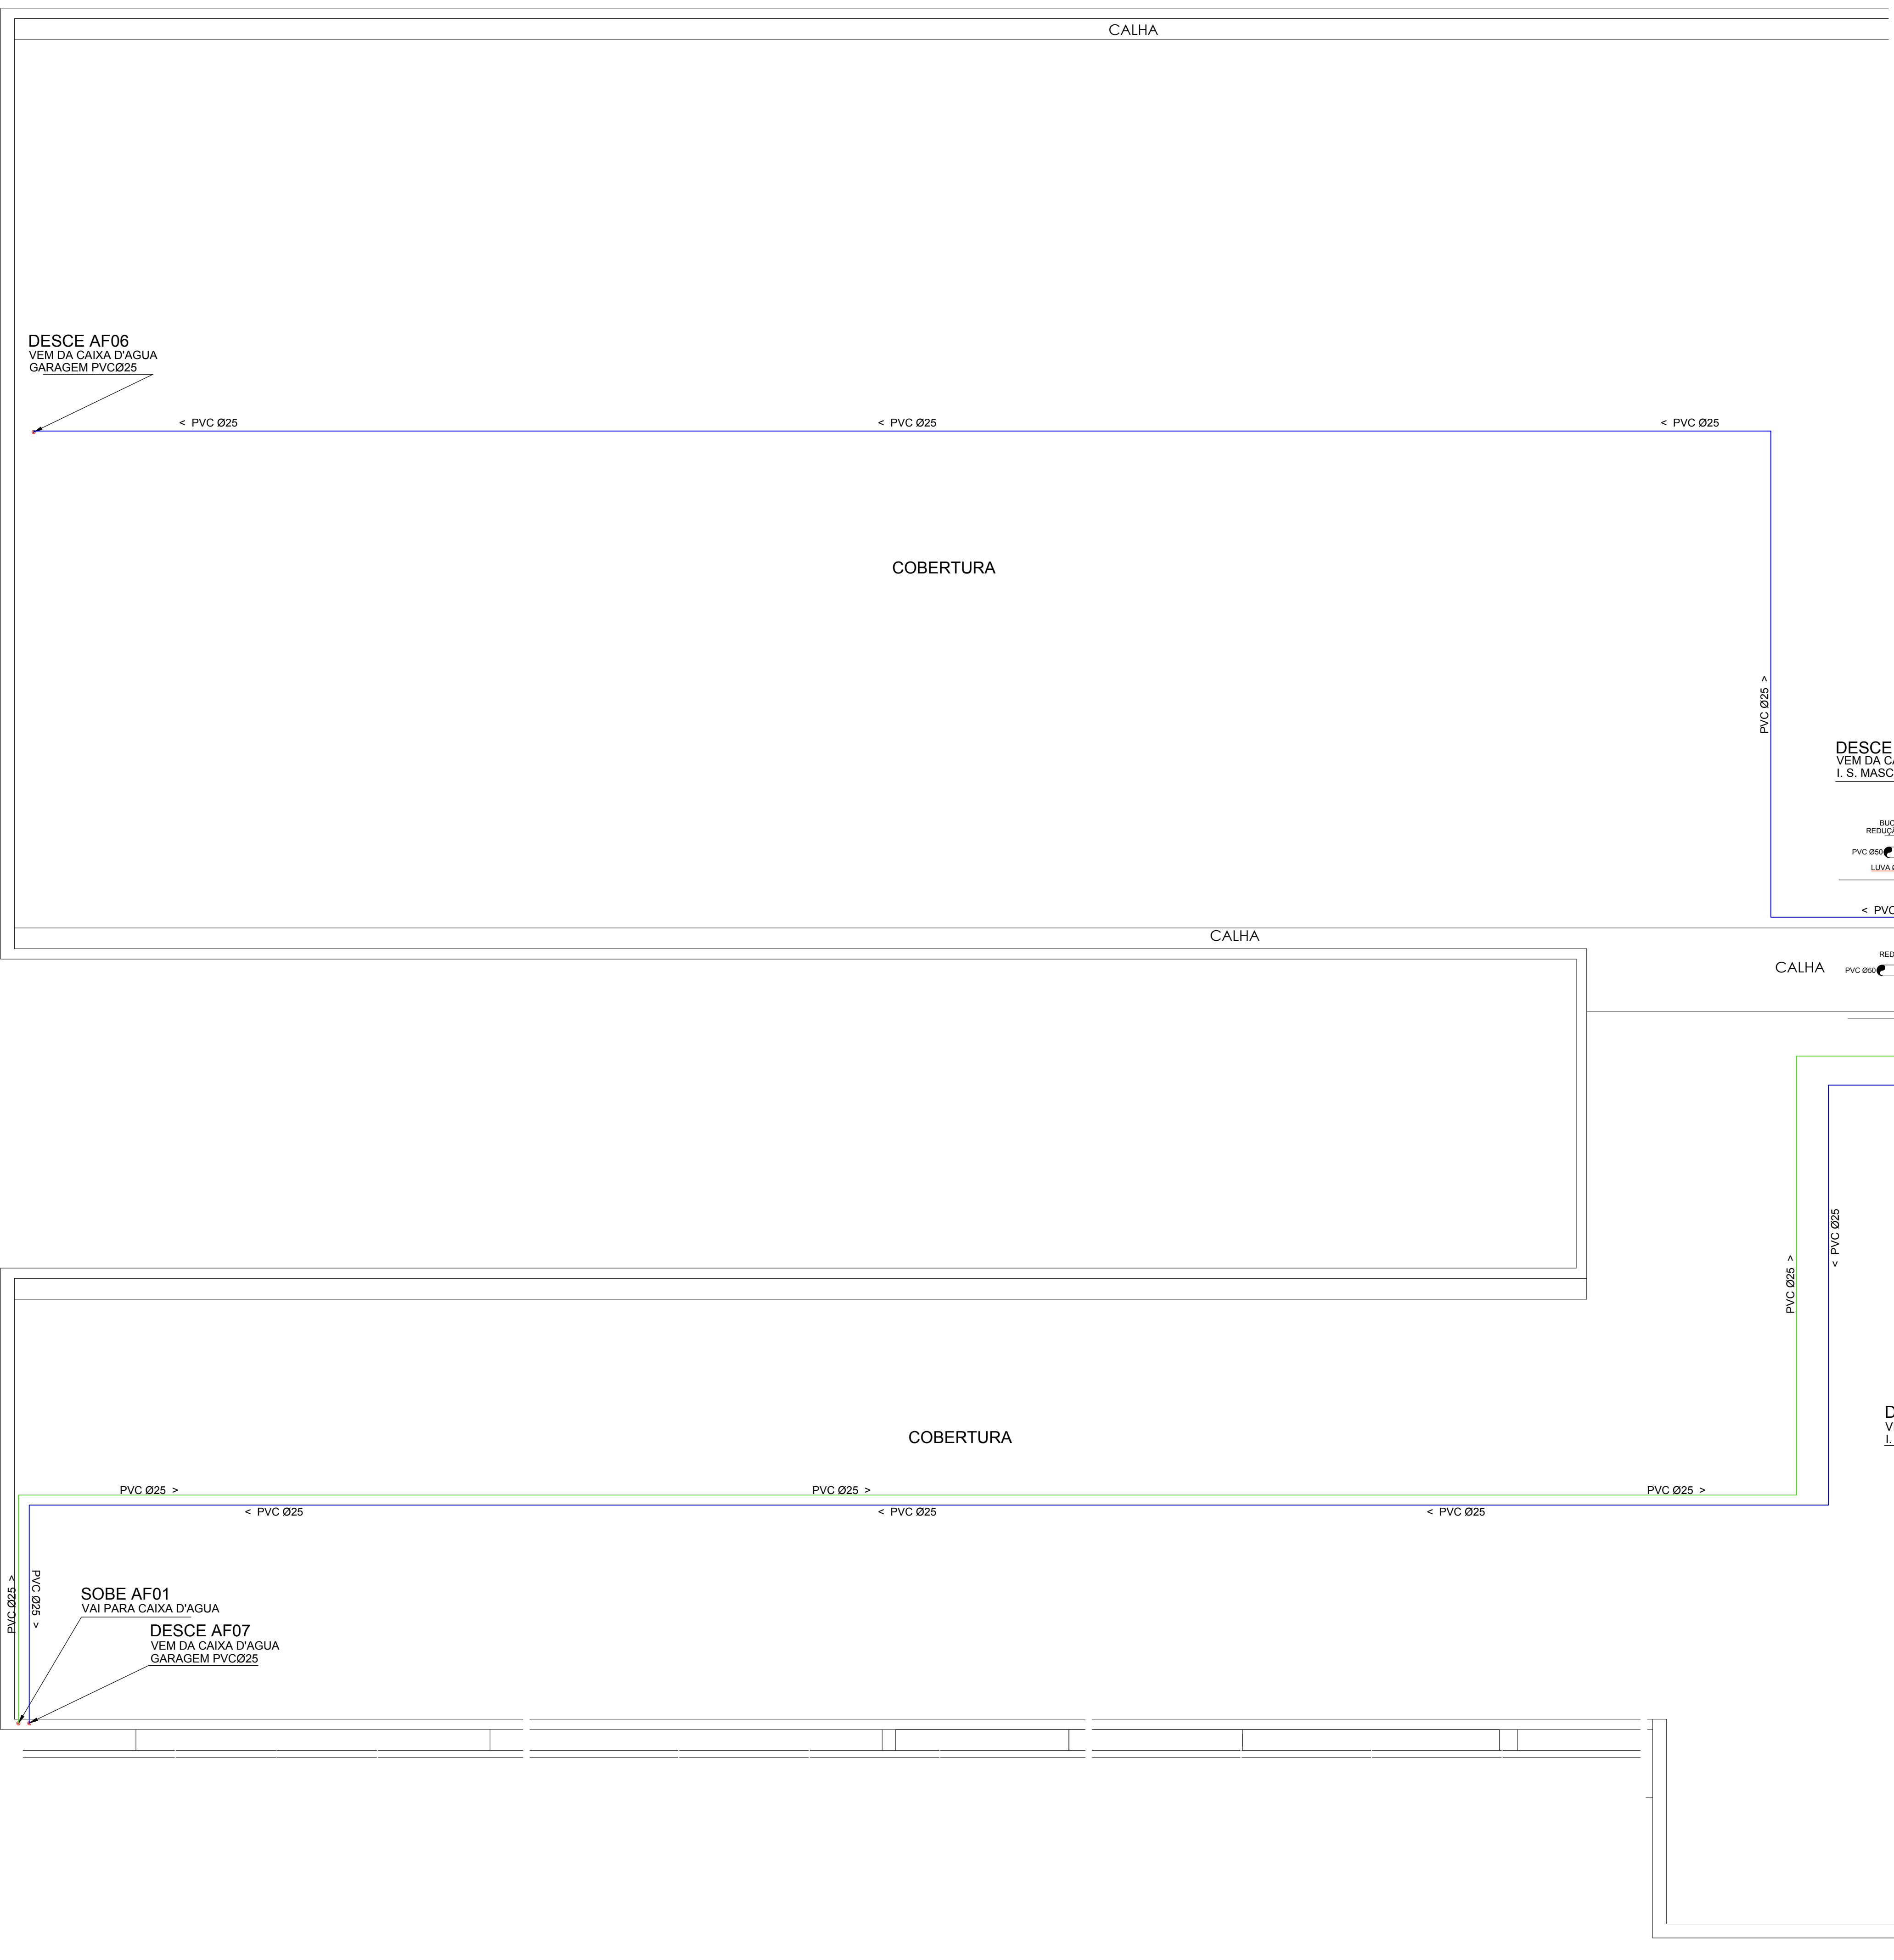 CALHA
DESCE AF06
VEM DA CAIXA D'AGUA
GARAGEM PVCØ25
< PVC Ø25
< PVC Ø25
< PVC Ø25
COBERTURA
PVC Ø25 >
DESCE
VEM DA
I. S. MASC
PVC Ø50
LUVA
< PVC
CALHA
CALHA
PVC Ø50
< PVC Ø25
PVC Ø25 >
COBERTURA
PVC Ø25 >
PVC Ø25 >
PVC Ø25 >
< PVC Ø25
< PVC Ø25
< PVC Ø25
PVC Ø25 >
PVC Ø25 >
SOBE AF01
VAI PARA CAIXA D'AGUA
DESCE AF07
VEM DA CAIXA D'AGUA
GARAGEM PVCØ25